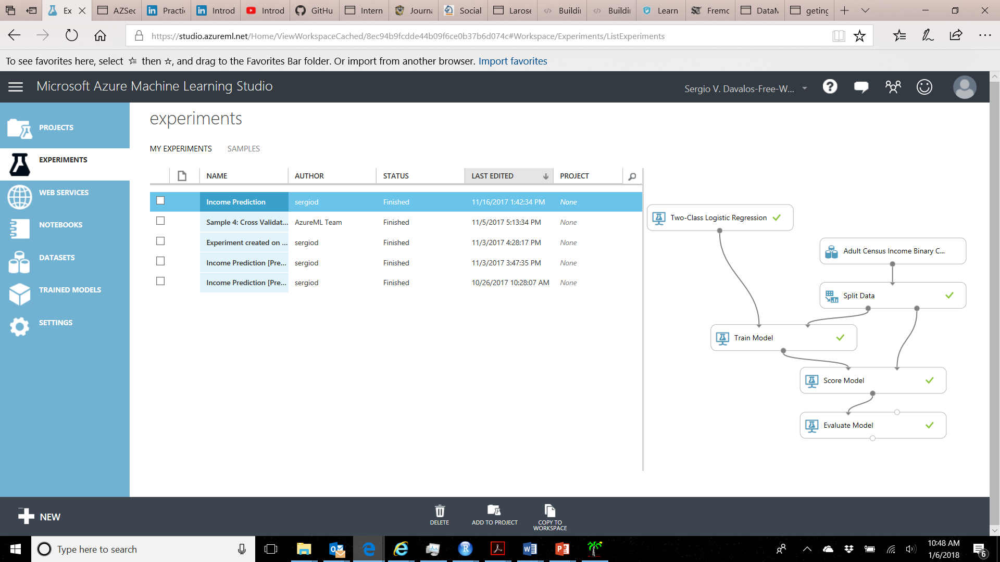 Ex
AZSec
Practi
Introd
Introd
GitHu
Intern
Journa
Social
Larose
Buildi
Buildi
Learn
Fremo
DataM
geting
https://studio.azureml.net/Home/ViewWorkspaceCached/8ec94b9fcdde44b09f6ce0b37b6d074c#Workspace/Experiments/ListExperiments
To see favorites here, select then ☆, and drag to the Favorites Bar folder. Or import from another browser. Import favorites
Microsoft Azure Machine Learning Studio
Sergio V. Davalos-Free-W...
PROJECTS
EXPERIMENTS
WEB SERVICES
NOTEBOOKS
DATASETS
TRAINED MODELS
SETTINGS
experiments
MY EXPERIMENTS SAMPLES
NAME AUTHOR STATUS LAST EDITED PROJECT
Income Prediction sergiod Finished 11/16/2017 1:42:34 PM None
Sample 4: Cross Validat... AzureML Team Finished 11/5/2017 5:13:34 PM None
Experiment created on ... sergiod Finished 11/3/2017 4:28:17 PM None
Income Prediction [Pre... sergiod Finished 11/3/2017 3:47:35 PM None
Income Prediction [Pre... sergiod Finished 10/26/2017 10:28:07 AM None
Two-Class Logistic Regression
Adult Census Income Binary C...
Split Data
Train Model
Score Model
Evaluate Model
NEW
DELETE
ADD TO PROJECT
COPY TO
WORKSPACE
Type here to search
10:48 AM
1/6/2018
6